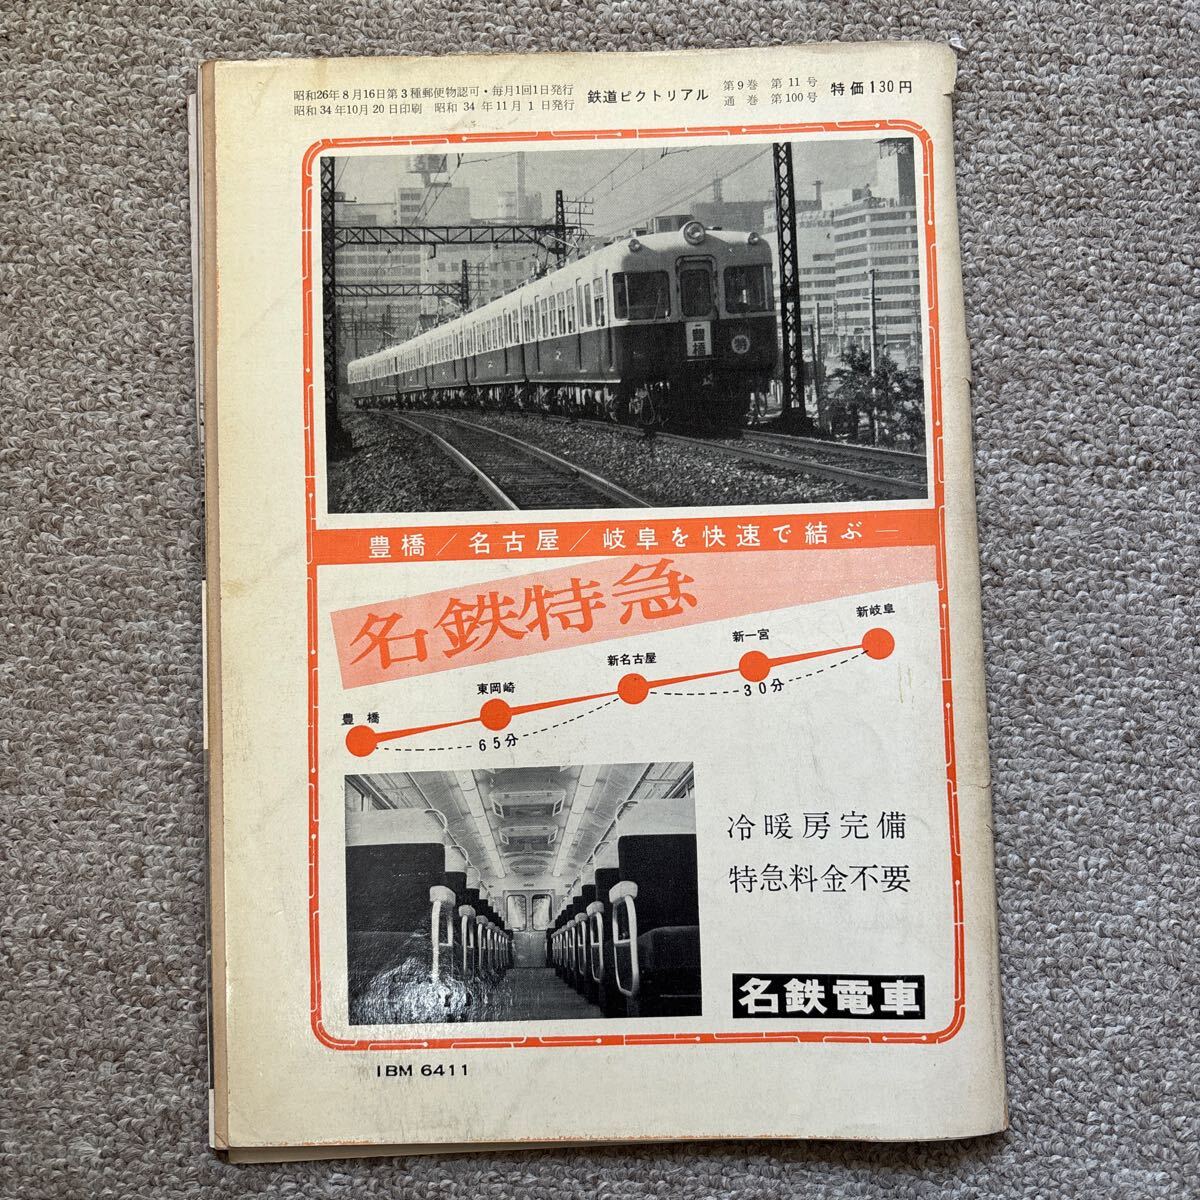 昭和26年8月16日第3種郵便物認可・毎月1回1日発行
昭和34年10月20日印刷 昭和34年11月1日発行
鉄道ピクトリアル
第9巻 第11号
通巻 第100号
特価130円
豊橋
豊橋/名古屋/岐阜を快速で結ぶ—
名鉄特急
新岐阜
新一宮
新名古屋
東岡崎
豊橋
30分
65分
冷暖房完備
特急料金不要
名鉄電車
IBM 6411